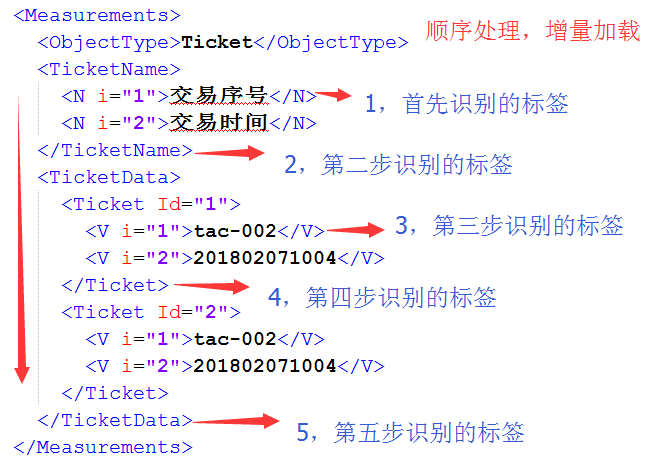 <Measurements>
<ObjectType>Ticket</ObjectType>
顺序处理，增量加载
<TicketName>
<N i="1">交易序号</N>
1，首先识别的标签
<N i="2">交易时间</N>
</TicketName>
2，第二步识别的标签
<TicketData>
<Ticket Id="1">
<V i="1">tac-002</V>
3，第三步识别的标签
<V i="2">201802071004</V>
</Ticket>
4，第四步识别的标签
<Ticket Id="2">
<V i="1">tac-002</V>
<V i="2">201802071004</V>
</Ticket>
</TicketData>
5，第五步识别的标签
</Measurements>